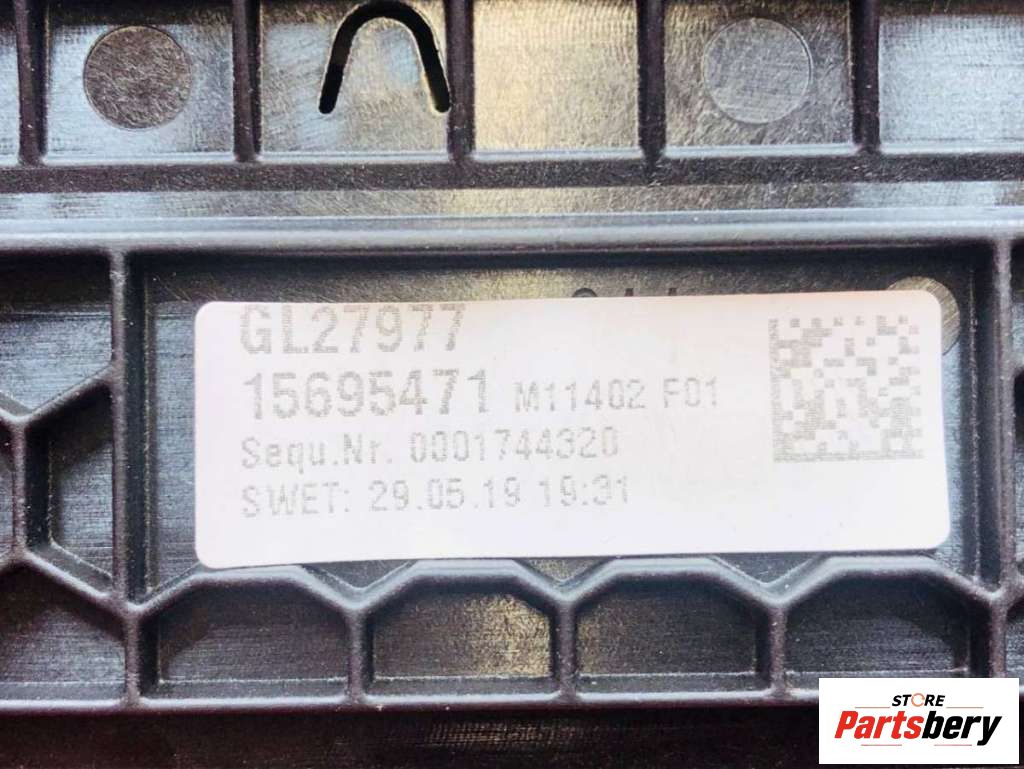 GL27977
15695471 M11402 F01
Sequ.Nr. 0001744320
SWET: 29.05.19 19:31
STORE
Partsbery